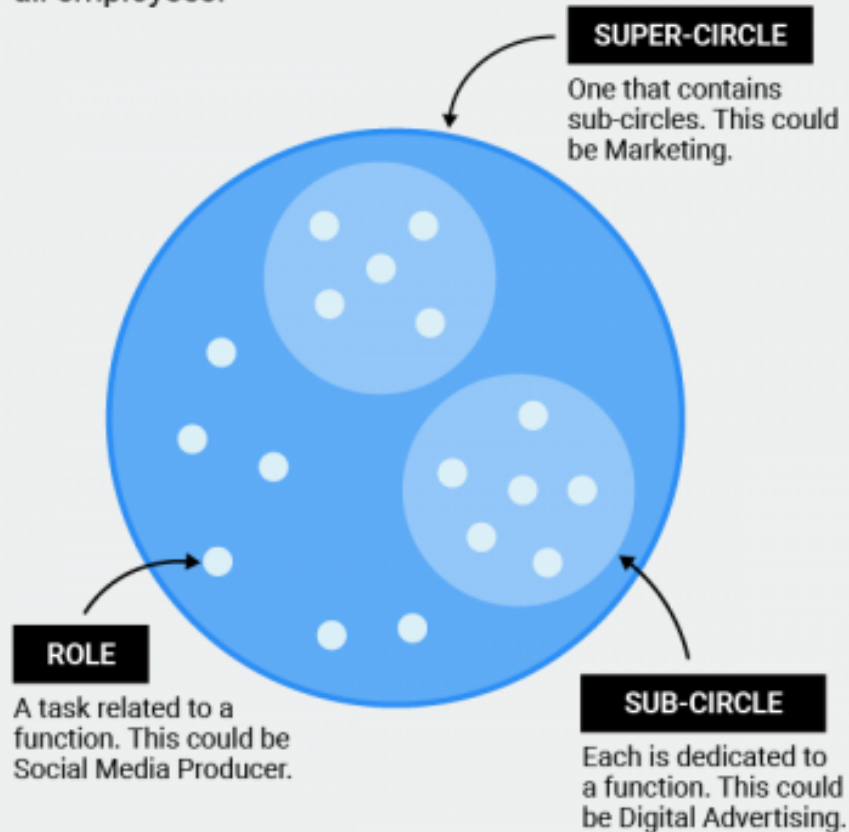 SUPER-CIRCLE
One that contains
sub-circles. This could
be Marketing.
ROLE
A task related to a
function. This could be
Social Media Producer.
SUB-CIRCLE
Each is dedicated to
a function. This could
be Digital Advertising.